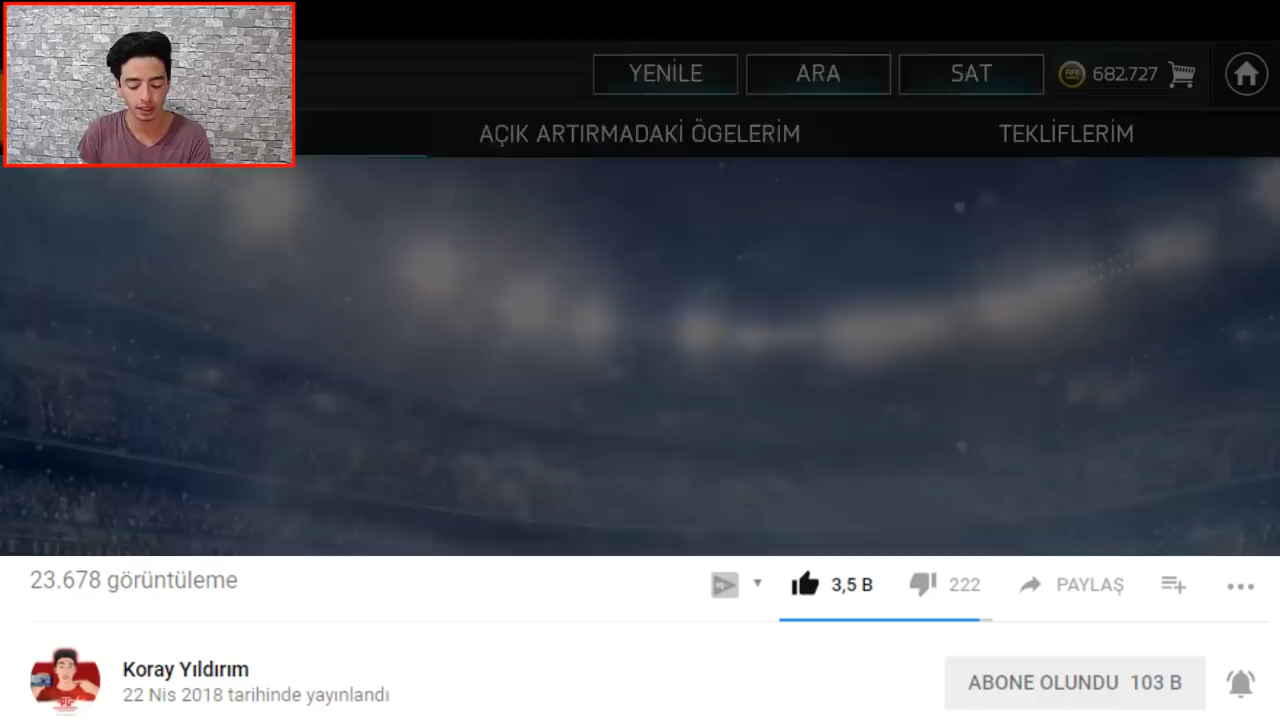 YENİLE ARA SAT 682.727
AÇIK ARTIRMADAKİ ÖGELERİM TEKLİFLERİM
23.678 görüntüleme 3,5 B 222 PAYLAŞ
Koray Yıldırım
22 Nis 2018 tarihinde yayınlandı
ABONE OLUNDU 103 B